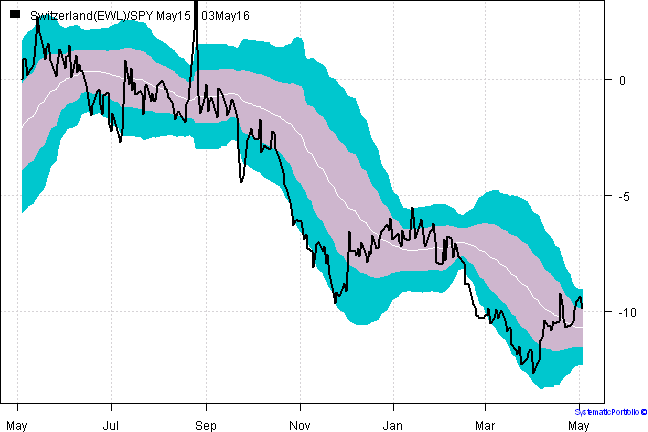 Switzerland(EWL)/SPY May15 03May16
0
-5
-10
SystematicPortfolio ©
May Jul Sep Nov Jan Mar May